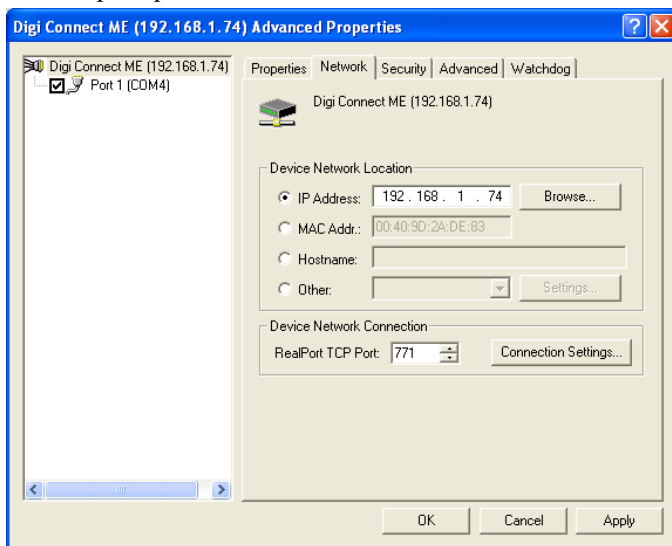 Digi Connect ME (192.168.1.74) Advanced Properties
Digi Connect ME (192.168.1.74)
Port 1 (COM4)
Properties Network Security Advanced Watchdog
Digi Connect ME (192.168.1.74)
Device Network Location
IP Address: 192 . 168 . 1 . 74 Browse...
MAC Addr.: 00:40:9D:2A:DE:83
Hostname:
Other: Settings...
Device Network Connection
RealPort TCP Port: 771 Connection Settings...
OK Cancel Apply